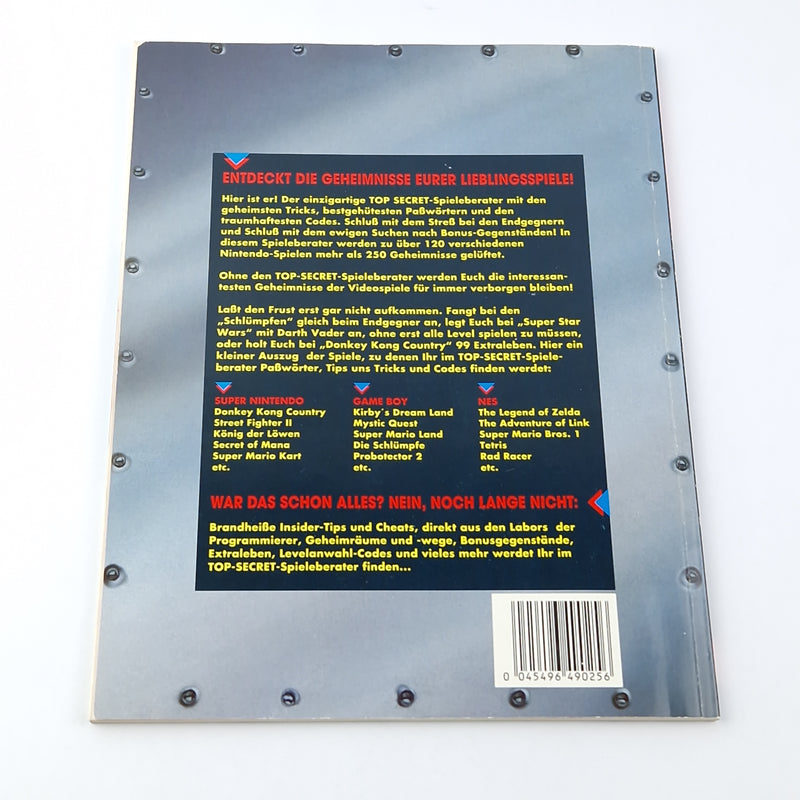 ENTDECKT DIE GEHEIMNISSE EURER LIEBLINGSSPIELE!
Hier ist er! Der einzigartige TOP SECRET-Spieleberater mit den
geheimsten Tricks, bestgehütesten Paßwörtern und den
traumhaftesten Codes. Schluß mit dem Streß bei den Endgegnern
und Schluß mit dem ewigen Suchen nach Bonus-Gegenständen! In
diesem Spieleberater werden zu über 120 verschiedenen
Nintendo-Spielen mehr als 250 Geheimnisse gelüftet.
Ohne den TOP-SECRET-Spieleberater werden Euch die interessan-
testen Geheimnisse der Videospiele für immer verborgen bleiben!
Laßt den Frust erst gar nicht aufkommen. Fangt bei den
„Schlümpfen“ gleich beim Endgegner an, legt Euch bei „Super Star
Wars“ mit Darth Vader an, ohne erst alle Level spielen zu müssen,
oder holt Euch bei „Donkey Kong Country“ 99 Extraleben. Hier ein
kleiner Auszug der Spiele, zu denen Ihr im TOP-SECRET-Spiele-
berater Paßwörter, Tips uns Tricks und Codes finden werdet:
SUPER NINTENDO
Donkey Kong Country
Street Fighter II
König der Löwen
Secret of Mana
Super Mario Kart
etc.
GAME BOY
Kirby's Dream Land
Mystic Quest
Super Mario Land
Die Schlümpfe
Probotector 2
etc.
NES
The Legend of Zelda
The Adventure of Link
Super Mario Bros. 1
Tetris
Rad Racer
etc.
WAR DAS SCHON ALLES? NEIN, NOCH LANGE NICHT:
Brandheiße Insider-Tips und Cheats, direkt aus den Labors der
Programmierer, Geheimräume und -wege, Bonusgegenstände,
Extraleben, Levelanwahl-Codes und vieles mehr werdet Ihr im
TOP-SECRET-Spieleberater finden...
0 045496 490256